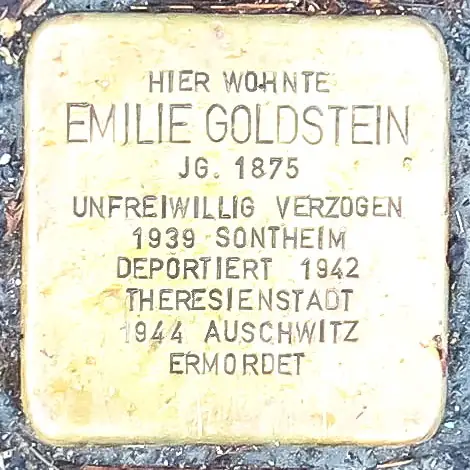 HIER WOHNTE
EMILIE GOLDSTEIN
JG. 1875
UNFREIWILLIG VERZOGEN
1939 SONTHEIM
DEPORTIERT 1942
THERESIENSTADT
1944 AUSCHWITZ
ERMORDET